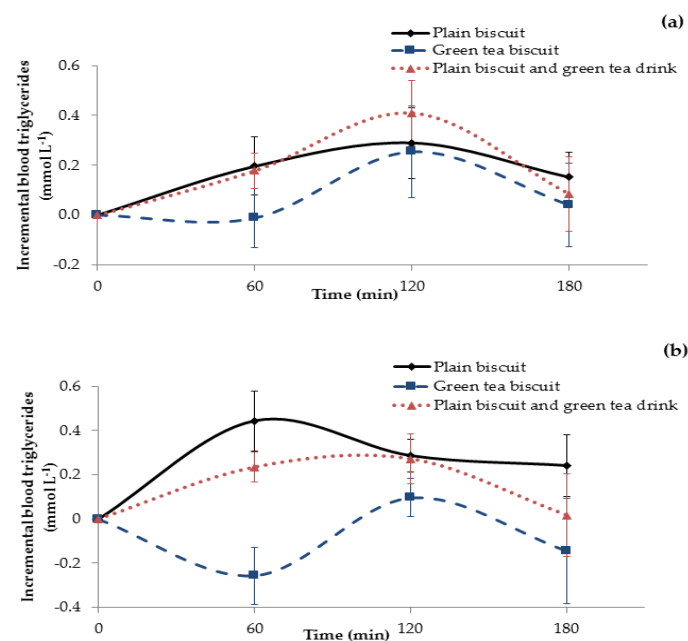 (a)
Plain biscuit
Green tea biscuit
Plain biscuit and green tea drink
Incremental blood triglycerides
(mmol L-1)
0.6
0.4
0.2
0.0
-0.2
0
60
120
180
Time (min)
(b)
Plain biscuit
Green tea biscuit
Plain biscuit and green tea drink
Incremental blood triglycerides
(mmol L-1)
0.6
0.4
0.2
0
-0.2
-0.4
0
60
120
180
Time (min)